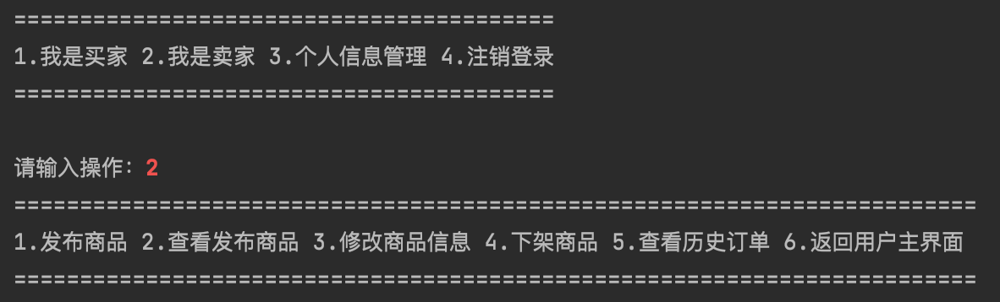 =========================================
1.我是买家 2.我是卖家 3.个人信息管理 4.注销登录
=========================================
请输入操作：2
=========================================================================
1.发布商品 2.查看发布商品 3.修改商品信息 4.下架商品 5.查看历史订单 6.返回用户主界面
=========================================================================